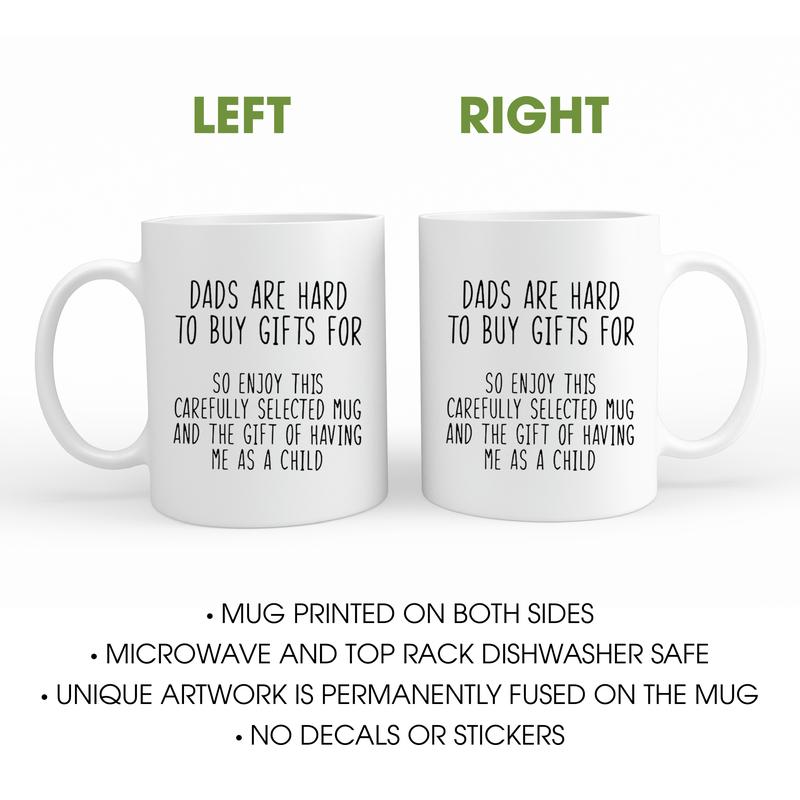 LEFT
RIGHT
DADS ARE HARD
TO BUY GIFTS FOR
SO ENJOY THIS
CAREFULLY SELECTED MUG
AND THE GIFT OF HAVING
ME AS A CHILD
DADS ARE HARD
TO BUY GIFTS FOR
SO ENJOY THIS
CAREFULLY SELECTED MUG
AND THE GIFT OF HAVING
ME AS A CHILD
• MUG PRINTED ON BOTH SIDES
• MICROWAVE AND TOP RACK DISHWASHER SAFE
• UNIQUE ARTWORK IS PERMANENTLY FUSED ON THE MUG
• NO DECALS OR STICKERS